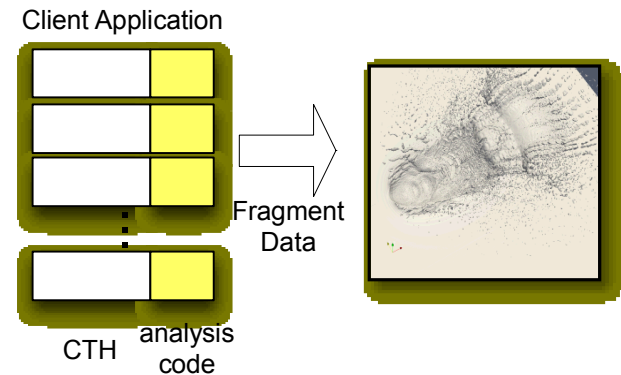 Client Application
Fragment
Data
CTH
analysis
code